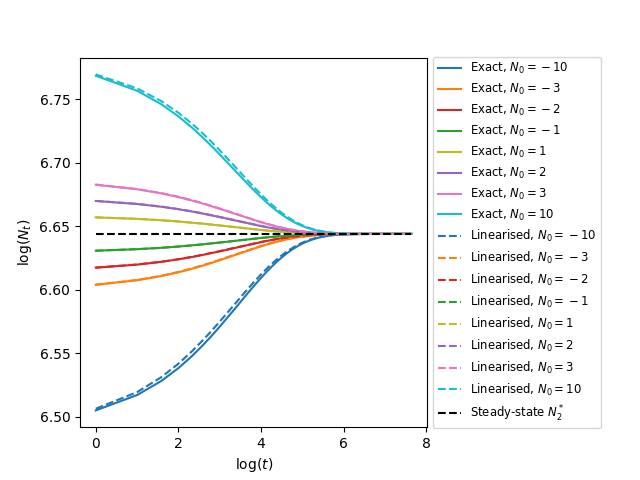 6.75
6.70
6.65
6.60
6.55
6.50
log(N_t)
0
2
4
6
8
log(t)
Exact, N_0 = −10
Exact, N_0 = −3
Exact, N_0 = −2
Exact, N_0 = −1
Exact, N_0 = 1
Exact, N_0 = 2
Exact, N_0 = 3
Exact, N_0 = 10
Linearised, N_0 = −10
Linearised, N_0 = −3
Linearised, N_0 = −2
Linearised, N_0 = −1
Linearised, N_0 = 1
Linearised, N_0 = 2
Linearised, N_0 = 3
Linearised, N_0 = 10
Steady-state N_2^*